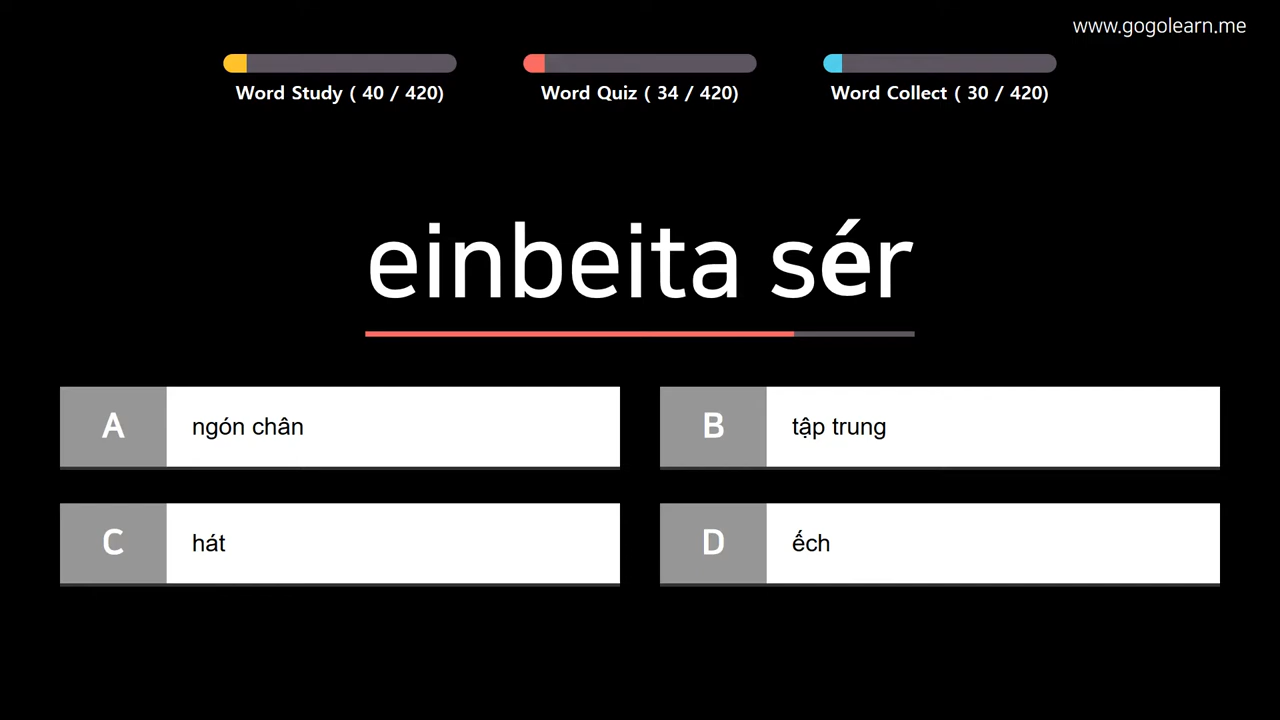 www.gogolearn.me
Word Study ( 40 / 420)
Word Quiz ( 34 / 420)
Word Collect ( 30 / 420)
einbeita sér
A
ngón chân
B
tập trung
C
hát
D
ếch